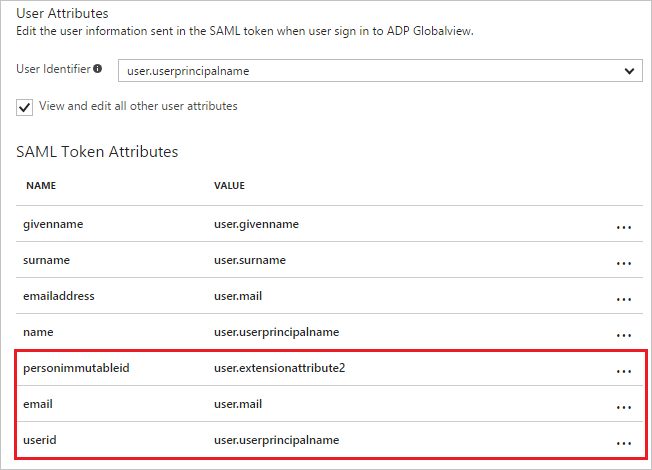 User Attributes
Edit the user information sent in the SAML token when user sign in to ADP Globalview.
User Identifier
user.userprincipalname
View and edit all other user attributes
SAML Token Attributes
NAME VALUE
givenname user.givenname ...
surname user.surname ...
emailaddress user.mail ...
name user.userprincipalname ...
personimmutableid user.extensionattribute2 ...
email user.mail ...
userid user.userprincipalname ...